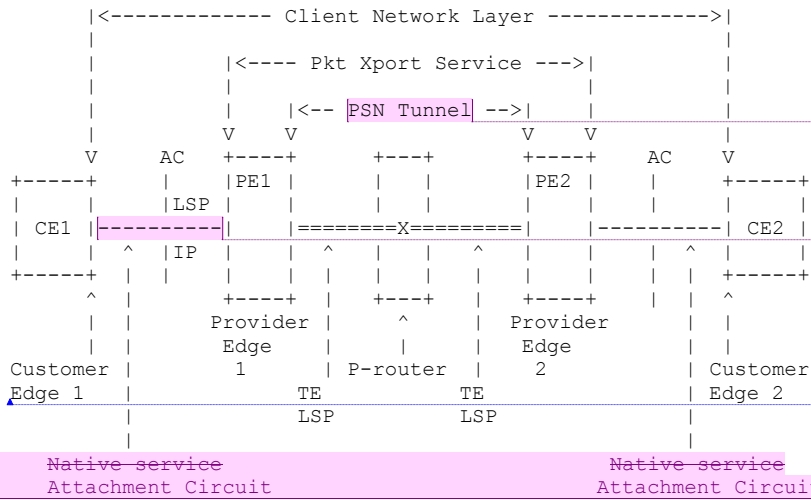 |<--------------- Client Network Layer ------------->|
|<---- Pkt Xport Service --->|
|<-- PSN Tunnel -->|
V V V V
V AC +----+ +---+ +----+ AC V
+-----+ | |PE1 | | | |PE2 | | +-----+
| | |LSP | | | | | | | | |
| CE1 |----------| |========X=========| |----------| CE2 |
| | ^ |IP | | ^ | | ^ | | | ^ | |
+-----+ | | | | | | | | | | | | +-----+
^ | +----+ | +---+ | +----+ | | ^
| | Provider | ^ | Provider | |
| | Edge | | | Edge | |
Customer | 1 | P-router | 2 | Customer
Edge 1 | TE TE | Edge 2
| LSP LSP |
Native service Native service
Attachment Circuit Attachment Circui